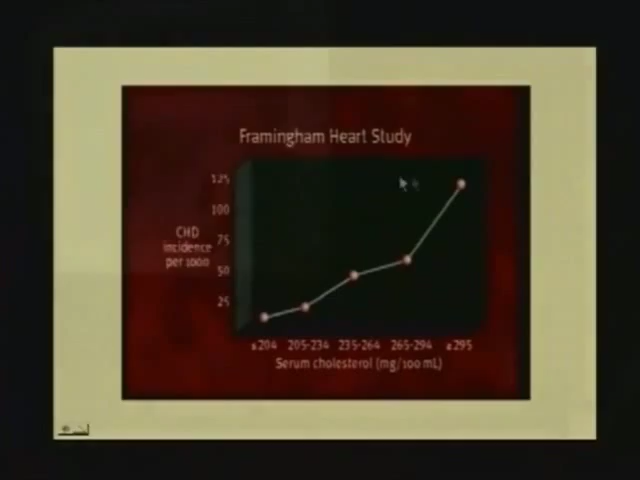 Framingham Heart Study
125
100
75
50
25
CHD
incidence
per 1000
≤204 205-234 235-264 265-294 ≥295
Serum cholesterol (mg/100 mL)